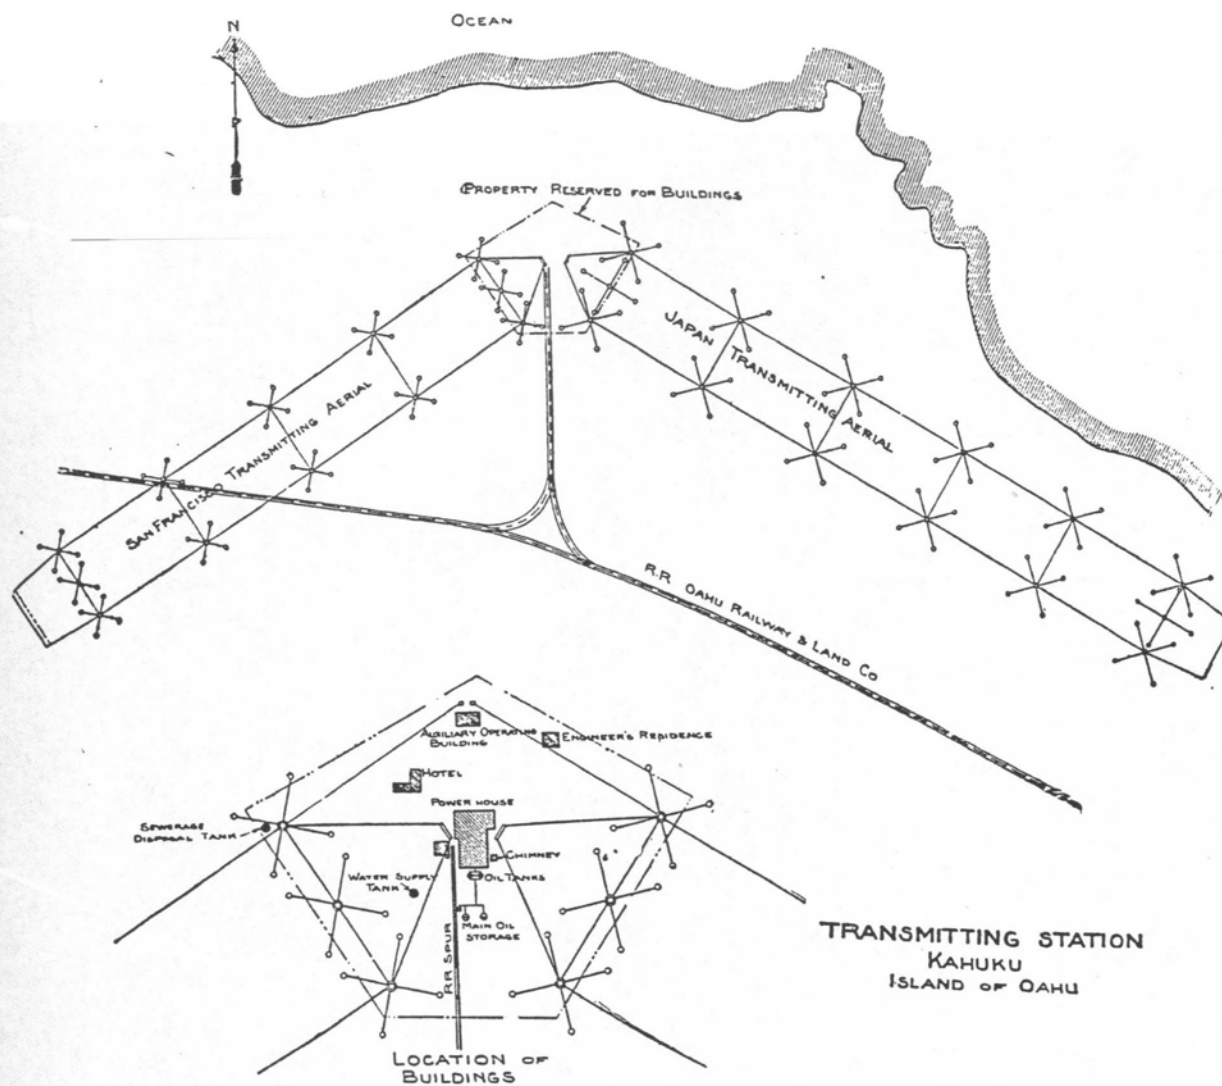 OCEAN
N
PROPERTY RESERVED FOR BUILDINGS
SAN FRANCISCO TRANSMITTING AERIAL
JAPAN TRANSMITTING AERIAL
R.R. OAHU RAILWAY & LAND CO
AUXILIARY OPERATING
BUILDING
ENGINEER'S RESIDENCE
HOTEL
POWER HOUSE
SEWERAGE
DISPOSAL TANK
CHIMNEY
WATER SUPPLY
TANK
OIL TANKS
MAIN OIL
STORAGE
RR SPUR
TRANSMITTING STATION
KAHUKU
ISLAND OF OAHU
LOCATION OF
BUILDINGS